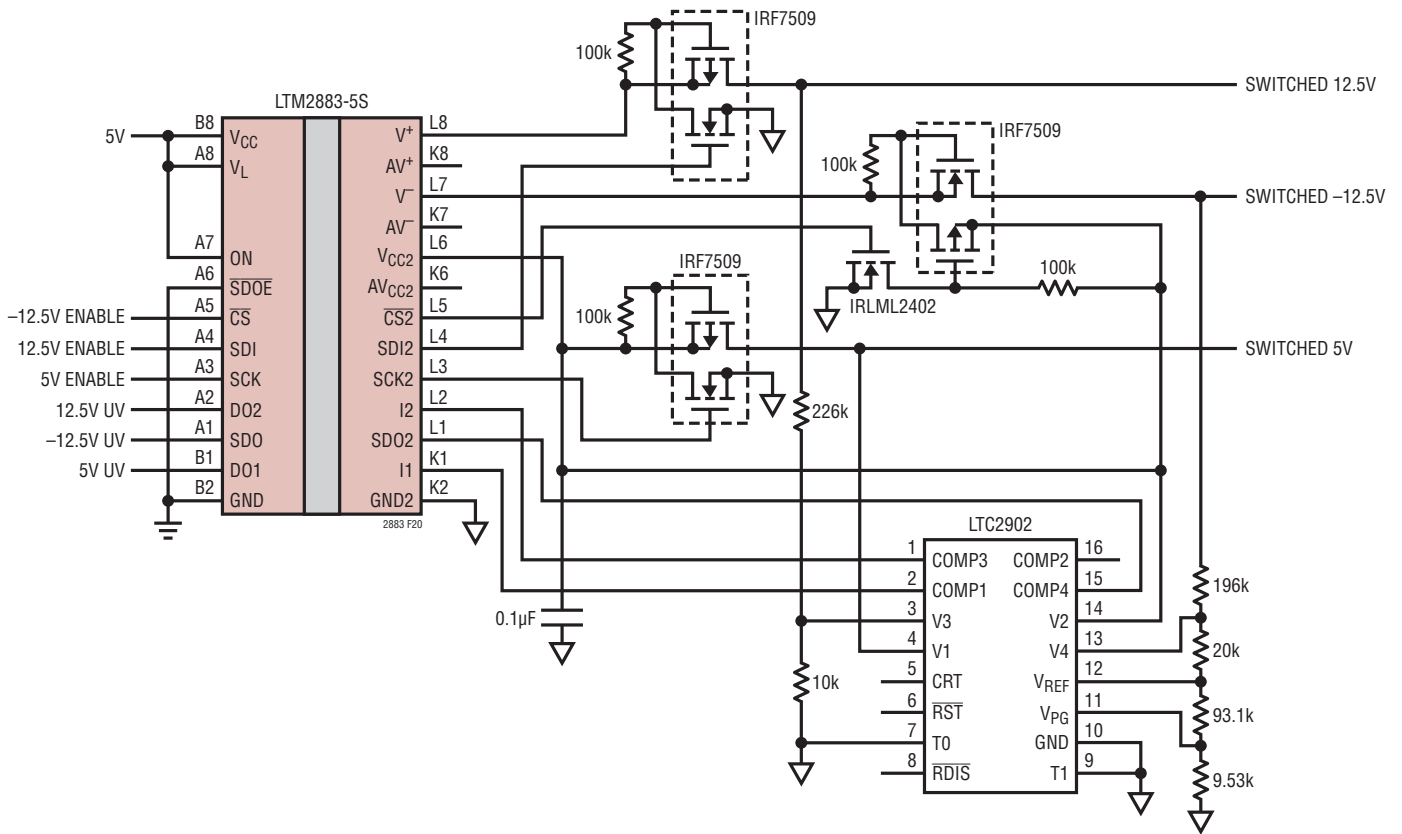 IRF7509
100k
SWITCHED 12.5V
LTM2883-5S
5V
B8 VCC
A8 VL
A7 ON
A6 SDOE
–12.5V ENABLE A5 CS
12.5V ENABLE A4 SDI
5V ENABLE A3 SCK
12.5V UV A2 DO2
–12.5V UV A1 SDO
5V UV B1 DO1
B2 GND
V+ L8
AV+ K8
V– L7
AV– K7
VCC2 L6
AVCC2 K6
CS2 L5
SDI2 L4
SCK2 L3
I2 L2
SDO2 L1
I1 K1
GND2 K2
2883 F20
IRF7509
100k
SWITCHED –12.5V
IRF7509
100k
IRLML2402
100k
SWITCHED 5V
226k
0.1µF
10k
LTC2902
1 COMP3
2 COMP1
3 V3
4 V1
5 CRT
6 RST
7 T0
8 RDIS
COMP2 16
COMP4 15
V2 14
V4 13
VREF 12
VPG 11
GND 10
T1 9
196k
20k
93.1k
9.53k